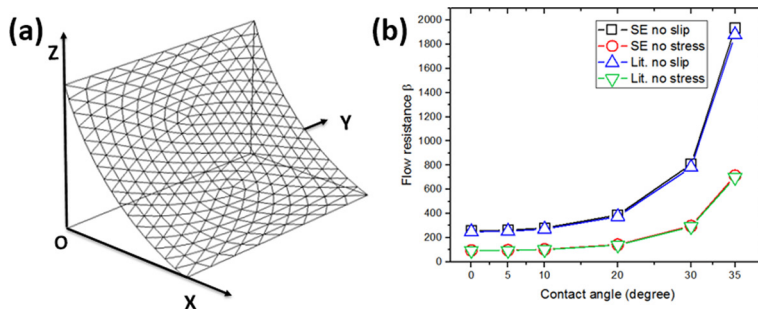 (a)
Z
Y
O
X
(b)
SE no slip
SE no stress
Lit. no slip
Lit. no stress
Flow resistance β
2000
1800
1600
1400
1200
1000
800
600
400
200
0
0 5 10 20 30 35
Contact angle (degree)